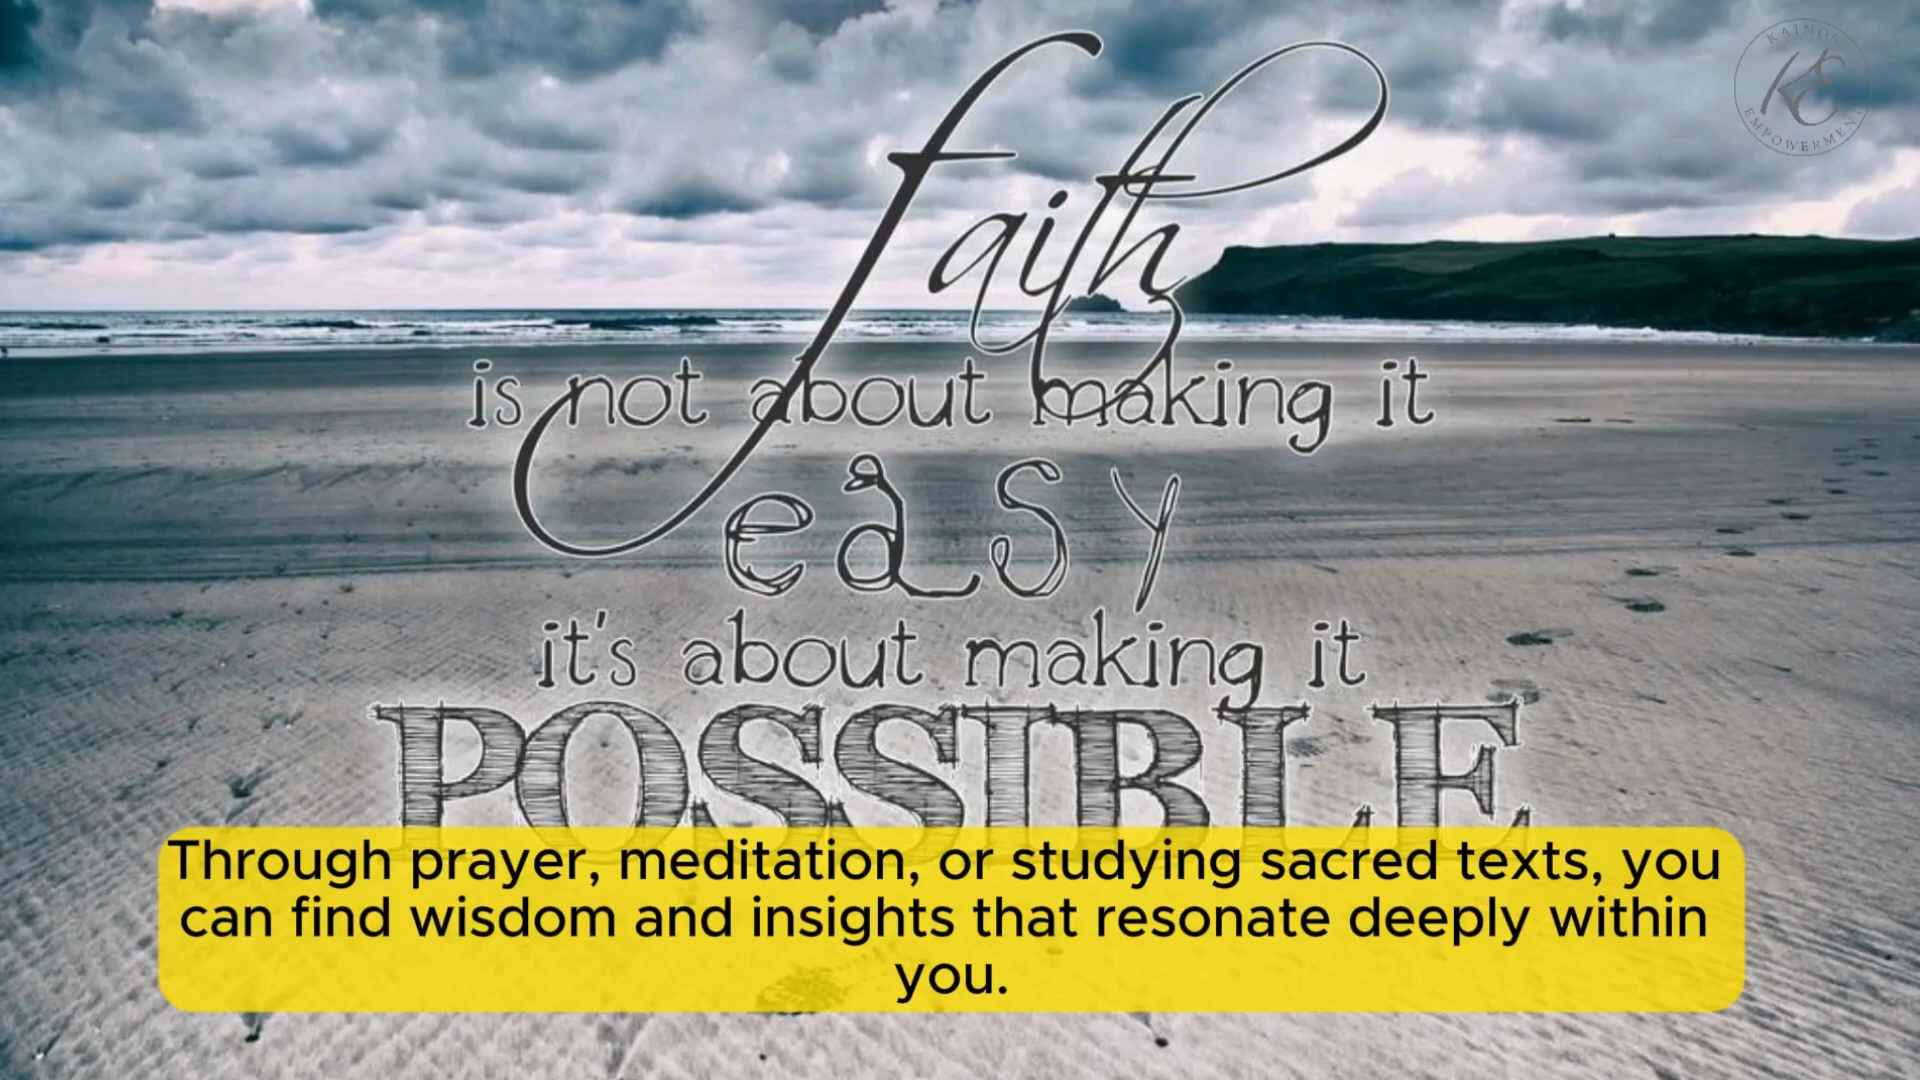 KAINOS
KE
EMPOWERMENT
faith
is not about making it
easy
it's about making it
POSSIBLE
Through prayer, meditation, or studying sacred texts, you
can find wisdom and insights that resonate deeply within
you.